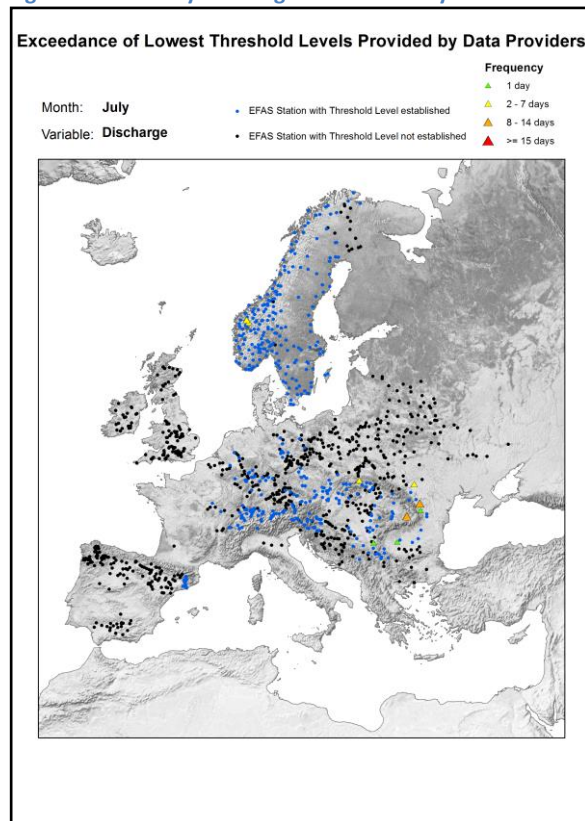 Exceedance of Lowest Threshold Levels Provided by Data Providers
Frequency
1 day
2 - 7 days
8 - 14 days
>= 15 days
Month: July
EFAS Station with Threshold Level established
Variable: Discharge
EFAS Station with Threshold Level not established